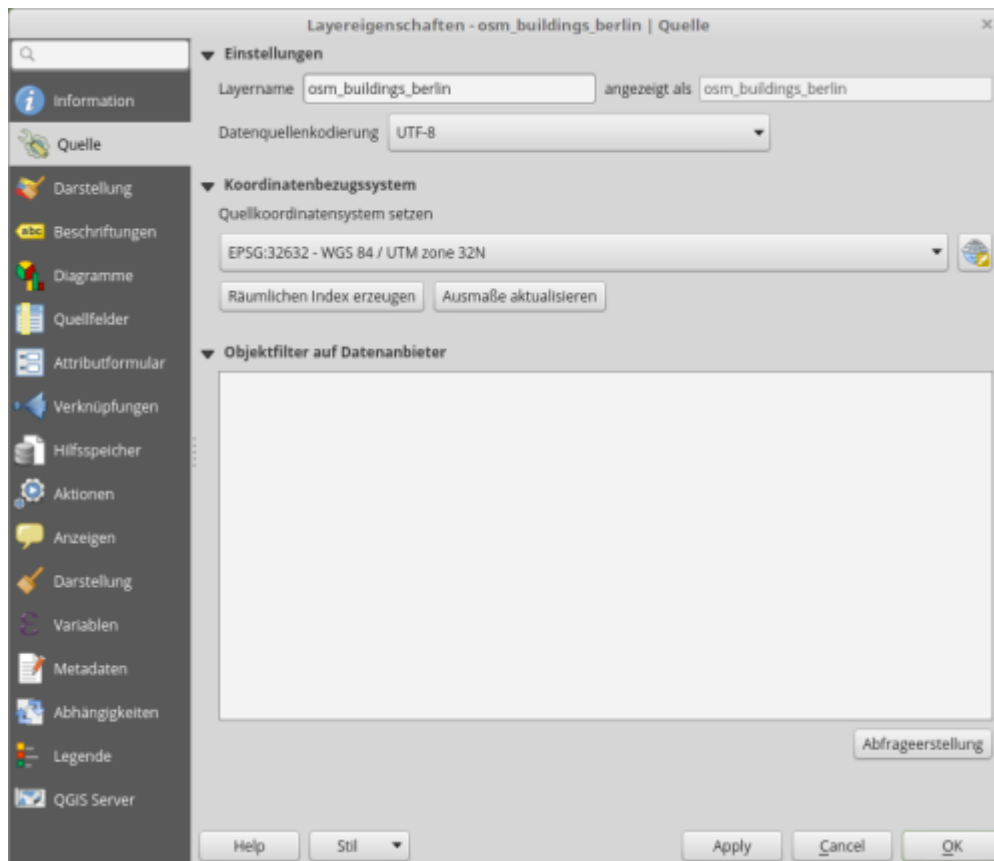 Layereigenschaften - osm_buildings_berlin | Quelle
Information
Quelle
Darstellung
abc
Beschriftungen
Diagramme
Quellfelder
Attributformular
Verknüpfungen
Hilfsspeicher
Aktionen
Anzeigen
Darstellung
Variablen
Metadaten
Abhängigkeiten
Legende
QGIS Server
Einstellungen
Layername osm_buildings_berlin angezeigt als osm_buildings_berlin
Datenquellenkodierung UTF-8
Koordinatenbezugssystem
Quellkoordinatensystem setzen
EPSG:32632 - WGS 84 / UTM zone 32N
Räumlichen Index erzeugen Ausmaße aktualisieren
Objektfilter auf Datenanbieter
Abfrageerstellung
Help Stil Apply Cancel OK